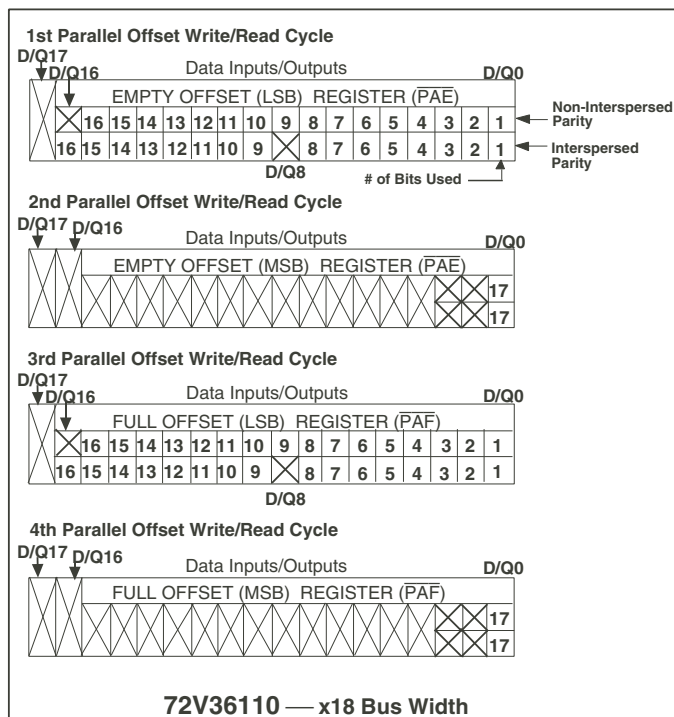 1st Parallel Offset Write/Read Cycle
D/Q17
D/Q16
Data Inputs/Outputs
D/Q0
EMPTY OFFSET (LSB) REGISTER (PAE)
16 15 14 13 12 11 10 9 8 7 6 5 4 3 2 1
Non-Interspersed Parity
16 15 14 13 12 11 10 9 8 7 6 5 4 3 2 1
Interspersed Parity
D/Q8
# of Bits Used
2nd Parallel Offset Write/Read Cycle
D/Q17
D/Q16
Data Inputs/Outputs
D/Q0
EMPTY OFFSET (MSB) REGISTER (PAE)
17
17
3rd Parallel Offset Write/Read Cycle
D/Q17
D/Q16
Data Inputs/Outputs
D/Q0
FULL OFFSET (LSB) REGISTER (PAF)
16 15 14 13 12 11 10 9 8 7 6 5 4 3 2 1
16 15 14 13 12 11 10 9 8 7 6 5 4 3 2 1
D/Q8
4th Parallel Offset Write/Read Cycle
D/Q17
D/Q16
Data Inputs/Outputs
D/Q0
FULL OFFSET (MSB) REGISTER (PAF)
17
17
72V36110 — x18 Bus Width